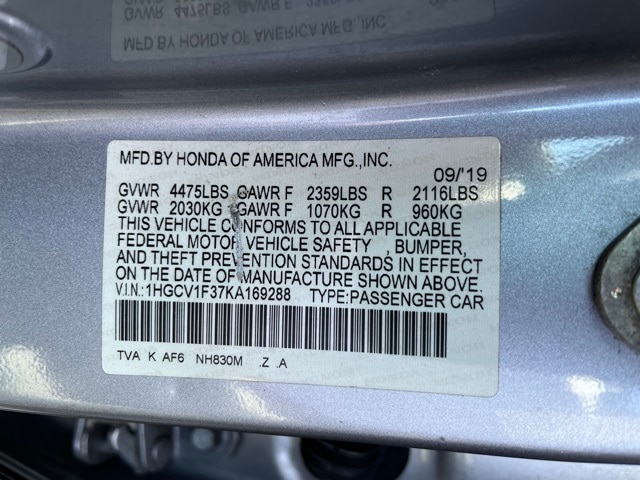 MFD.BY HONDA OF AMERICA MFG.,INC.
09/'19
GVWR 4475LBS GAWR F 2359LBS R 2116LBS
GVWR 2030KG GAWR F 1070KG R 960KG
THIS VEHICLE CONFORMS TO ALL APPLICABLE
FEDERAL MOTOR VEHICLE SAFETY , BUMPER,
AND THEFT PREVENTION STANDARDS IN EFFECT
ON THE DATE OF MANUFACTURE SHOWN ABOVE.
V.I.N.:1HGCV1F37KA169288 TYPE:PASSENGER CAR
TVA K AF6 NH830M .Z .A